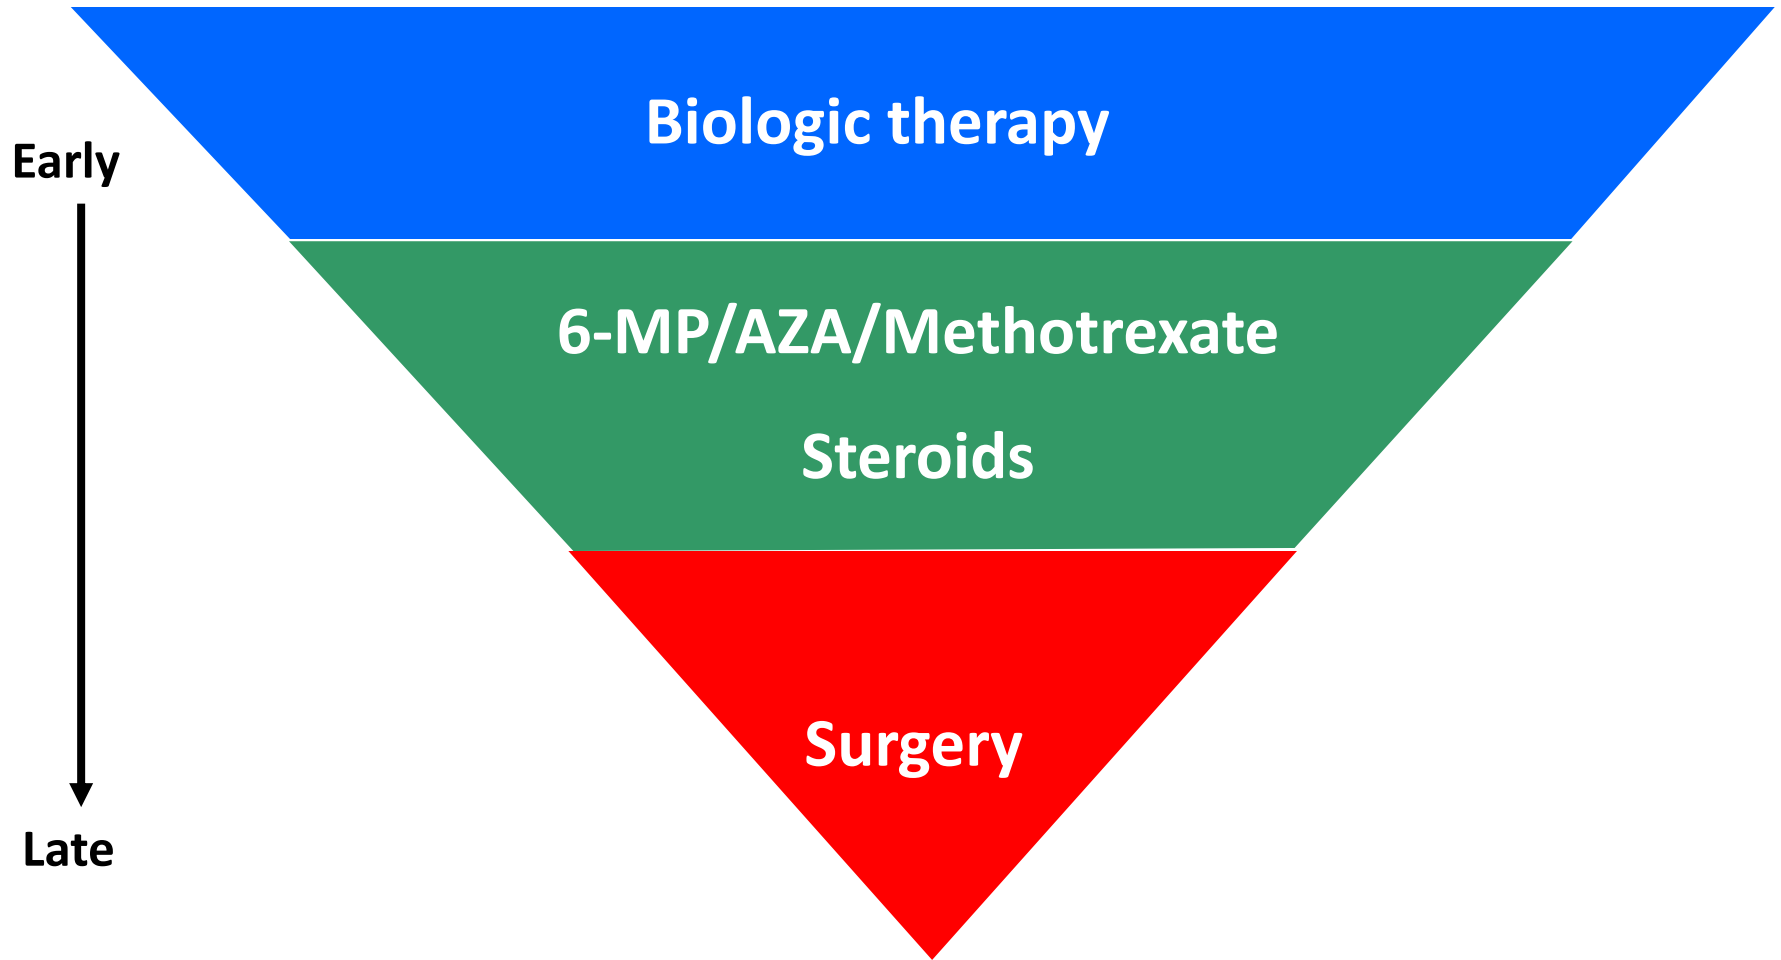 Biologic therapy
Early
6-MP/AZA/Methotrexate
Steroids
Surgery
Late